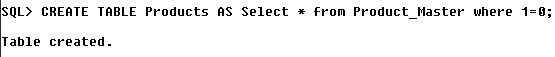 SQL> CREATE TABLE Products AS Select * from Product_Master where 1=0;
Table created.